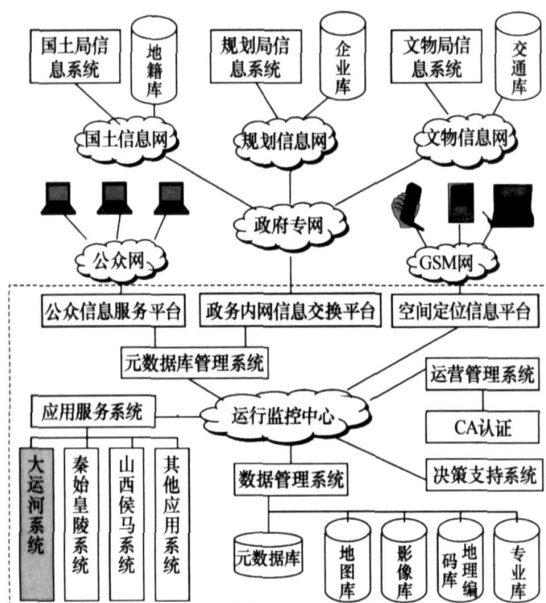 国土局信
息系统
地籍库
规划局信
息系统
企业库
文物局信
息系统
交通库
国土信息网
规划信息网
文物信息网
政府专网
公众网
GSM网
公众信息服务平台
政务内网信息交换平台
空间定位信息平台
元数据库管理系统
运营管理系统
应用服务系统
运行监控中心
CA认证
大运河系统
秦始皇陵系统
山西侯马系统
其他应用系统
数据管理系统
决策支持系统
元数据库
地图库
影像库
地理编
码库
专业库